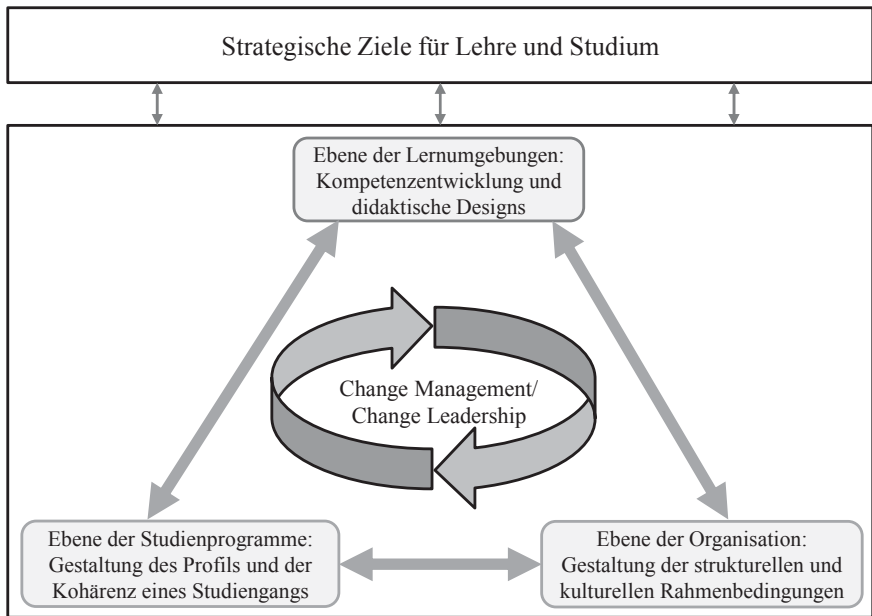 Strategische Ziele für Lehre und Studium
Ebene der Lernumgebungen:
Kompetenzentwicklung und
didaktische Designs
Change Management/
Change Leadership
Ebene der Studienprogramme:
Gestaltung des Profils und der
Kohärenz eines Studiengangs
Ebene der Organisation:
Gestaltung der strukturellen und
kulturellen Rahmenbedingungen